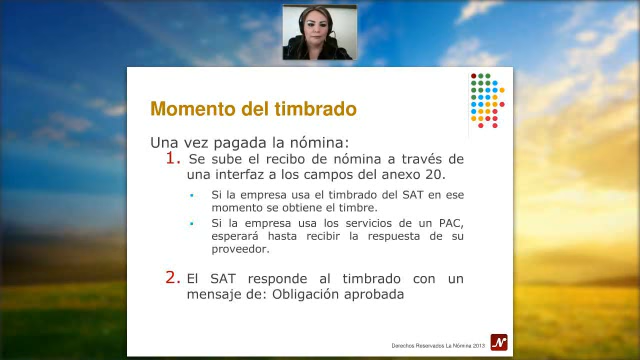 Momento del timbrado
Una vez pagada la nómina:
1. Se sube el recibo de nómina a través de
una interfaz a los campos del anexo 20.
• Si la empresa usa el timbrado del SAT en ese
momento se obtiene el timbre.
• Si la empresa usa los servicios de un PAC,
esperará hasta recibir la respuesta de su
proveedor.
2. El SAT responde al timbrado con un
mensaje de: Obligación aprobada
Derechos Reservados La Nómina 2013
N